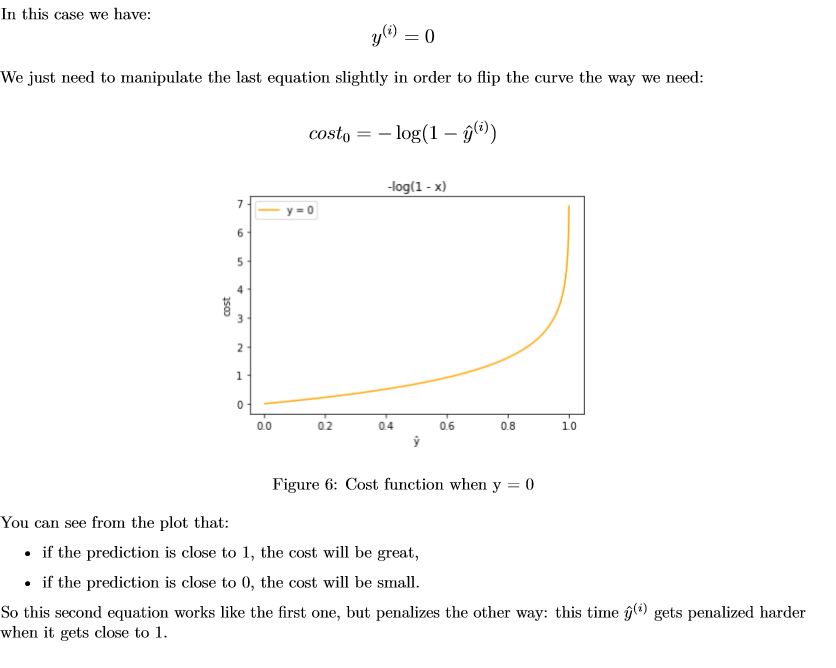 In this case we have:
y^(i) = 0
We just need to manipulate the last equation slightly in order to flip the curve the way we need:
cost₀ = − log(1 − ŷ^(i))
-log(1 - x)
y = 0
7
6
5
4
3
2
1
0
cost
0.0 0.2 0.4 0.6 0.8 1.0
ŷ
Figure 6: Cost function when y = 0
You can see from the plot that:
• if the prediction is close to 1, the cost will be great,
• if the prediction is close to 0, the cost will be small.
So this second equation works like the first one, but penalizes the other way: this time ŷ^(i) gets penalized harder
when it gets close to 1.